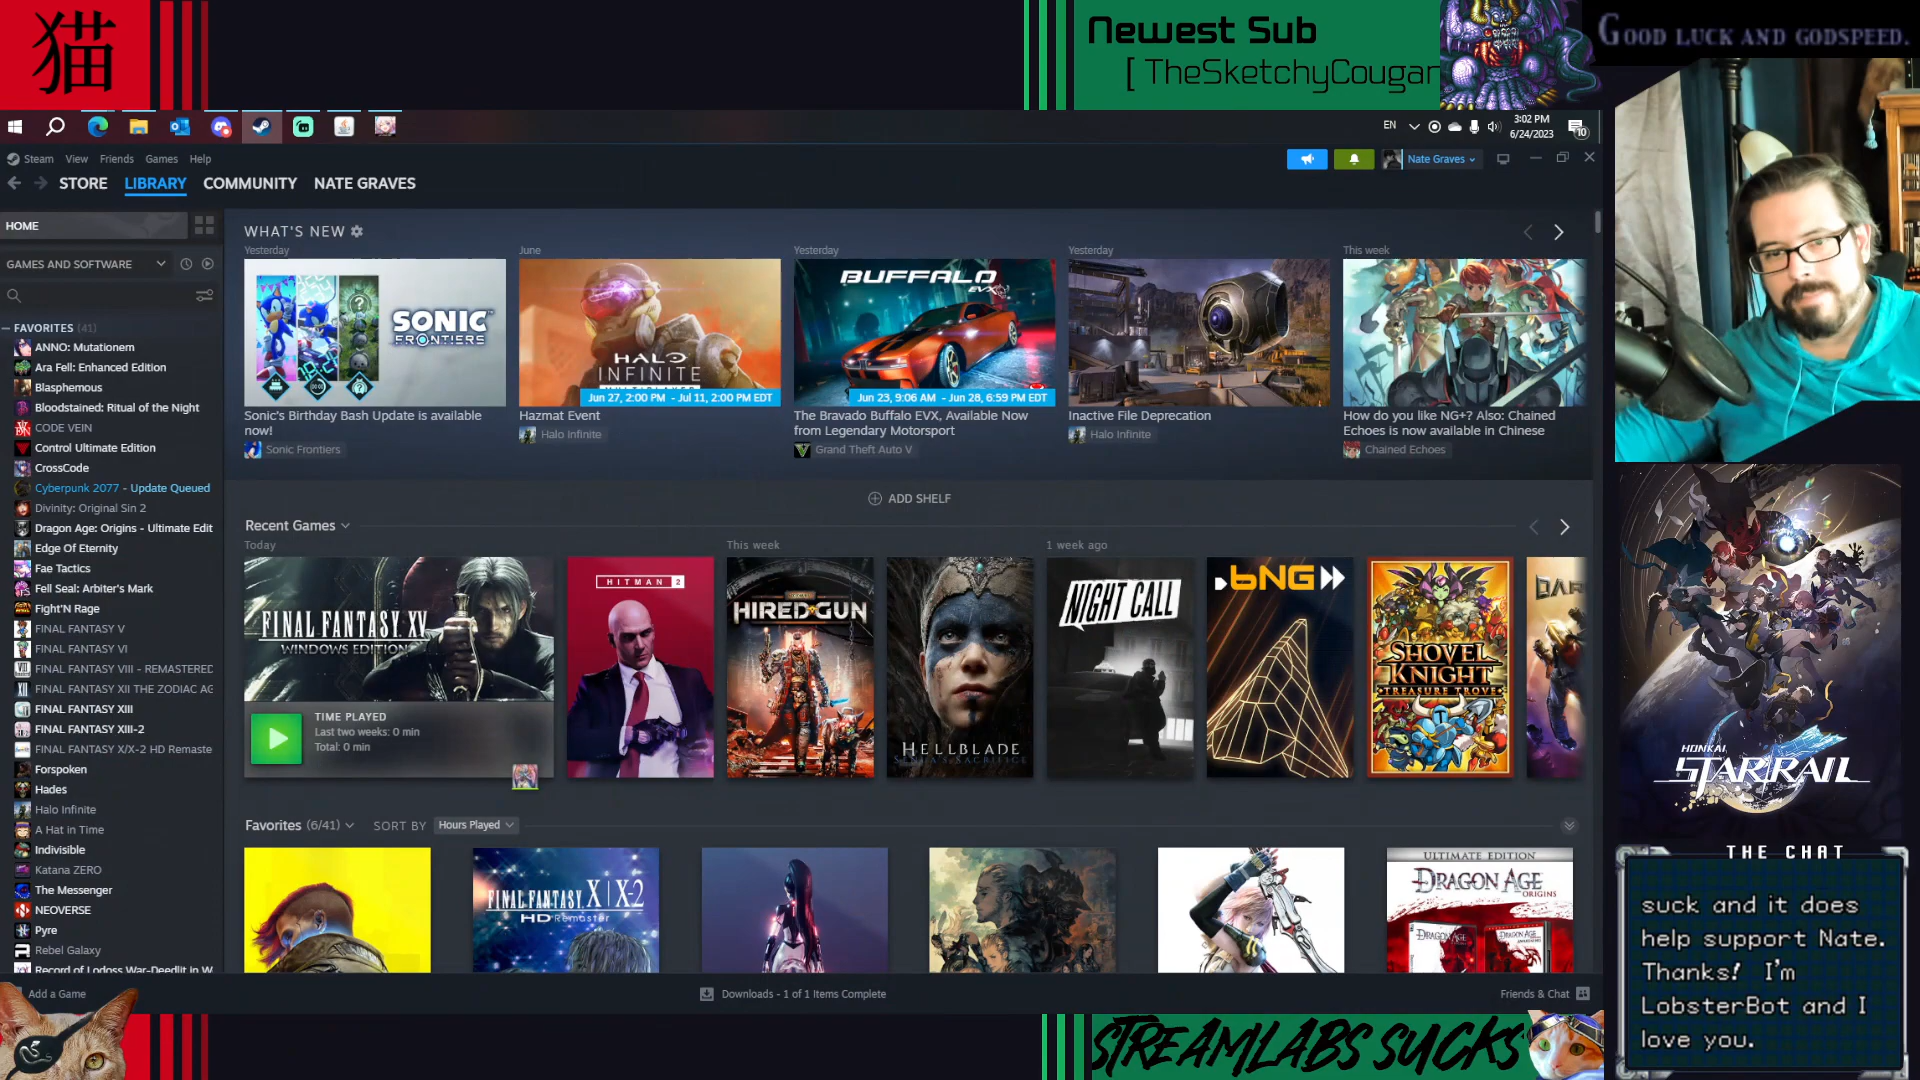 猫
Newest Sub
[ TheSketchyCougar
Good luck and godspeed.
EN
3:02 PM
6/24/2023
10
Steam View Friends Games Help
Nate Graves
STORE LIBRARY COMMUNITY NATE GRAVES
HOME
GAMES AND SOFTWARE
FAVORITES (41)
ANNO: Mutationem
Ara Fell: Enhanced Edition
Blasphemous
Bloodstained: Ritual of the Night
CODE VEIN
Control Ultimate Edition
CrossCode
Cyberpunk 2077 - Update Queued
Divinity: Original Sin 2
Dragon Age: Origins - Ultimate Edit
Edge Of Eternity
Fae Tactics
Fell Seal: Arbiter's Mark
Fight'N Rage
FINAL FANTASY V
FINAL FANTASY VI
FINAL FANTASY VIII - REMASTERED
FINAL FANTASY XII THE ZODIAC AG
FINAL FANTASY XIII
FINAL FANTASY XIII-2
FINAL FANTASY X/X-2 HD Remaste
Forspoken
Hades
Halo Infinite
A Hat in Time
Indivisible
Katana ZERO
The Messenger
NEOVERSE
Pyre
Rebel Galaxy
Record of Lodoss War-Deedlit in W
Add a Game
WHAT'S NEW
Yesterday
SONIC
FRONTIERS
Sonic's Birthday Bash Update is available
now!
Sonic Frontiers
June
HALO
INFINITE
Jun 27, 2:00 PM - Jul 11, 2:00 PM EDT
Hazmat Event
Halo Infinite
Yesterday
BUFFALO
EVX
Jun 23, 9:06 AM - Jun 28, 6:59 PM EDT
The Bravado Buffalo EVX, Available Now
from Legendary Motorsport
Grand Theft Auto V
Yesterday
Inactive File Deprecation
Halo Infinite
This week
How do you like NG+? Also: Chained
Echoes is now available in Chinese
Chained Echoes
ADD SHELF
Recent Games
Today
This week
1 week ago
FINAL FANTASY XV
WINDOWS EDITION
TIME PLAYED
Last two weeks: 0 min
Total: 0 min
HITMAN 2
HIRED GUN
HELLBLADE
SENUA'S SACRIFICE
NIGHT CALL
bNG
SHOVEL
KNIGHT
TREASURE TROVE
DAR
Favorites (6/41)
SORT BY Hours Played
FINAL FANTASY X|X-2
HD Remaster
ULTIMATE EDITION
DRAGON AGE
ORIGINS
DRAGON AGE
Downloads - 1 of 1 Items Complete
Friends & Chat
STREAMLABS SUCKS
HONKAI
STAR RAIL
THE CHAT
suck and it does
help support Nate.
Thanks! I'm
LobsterBot and I
love you.